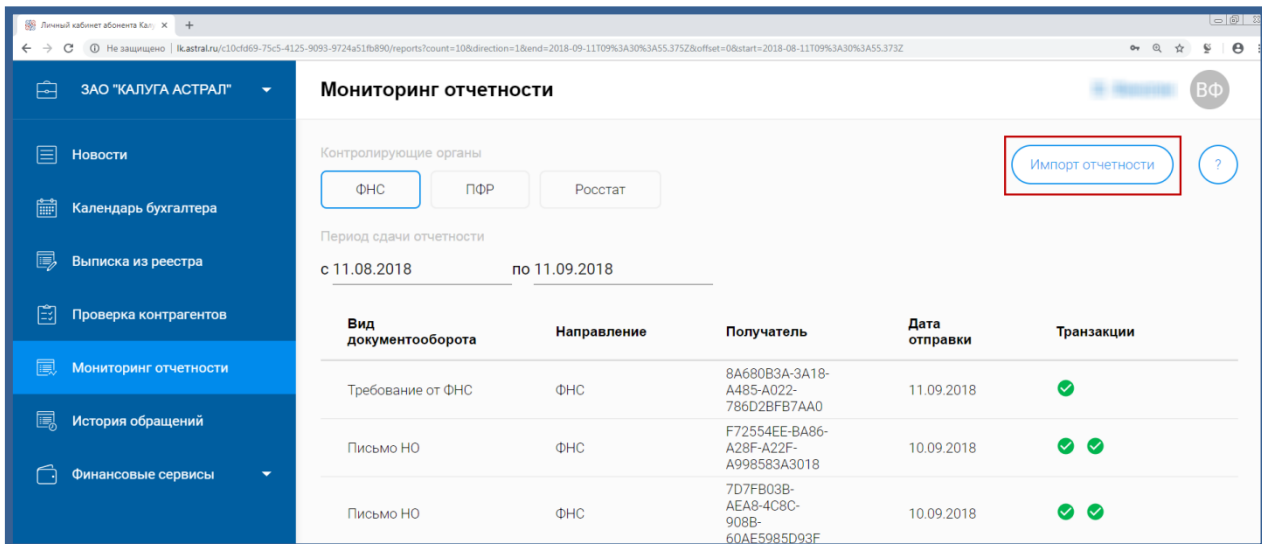 Личный кабинет абонента Калу
Не защищено | lk.astral.ru/c10cfd69-75c5-4125-9093-9724a51fb890/reports?count=10&direction=1&end=2018-09-11T09%3A30%3A55.375Z&offset=0&start=2018-08-11T09%3A30%3A55.373Z
ЗАО "КАЛУГА АСТРАЛ"
Мониторинг отчетности
ВФ
Новости
Календарь бухгалтера
Выписка из реестра
Проверка контрагентов
Мониторинг отчетности
История обращений
Финансовые сервисы
Контролирующие органы
Импорт отчетности
?
ФНС ПФР Росстат
Период сдачи отчетности
с 11.08.2018 по 11.09.2018
Вид
документооборота
Направление
Получатель
Дата
отправки
Транзакции
Требование от ФНС
ФНС
8A680B3A-3A18-
A485-A022-
786D2BFB7AA0
11.09.2018
Письмо НО
ФНС
F72554EE-BA86-
A28F-A22F-
A998583A3018
10.09.2018
Письмо НО
ФНС
7D7FB03B-
AEA8-4C8C-
908B-
60AE5985D93F
10.09.2018